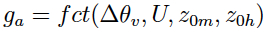 g_a = fct(Δθ_v, U, z_{0m}, z_{0h})